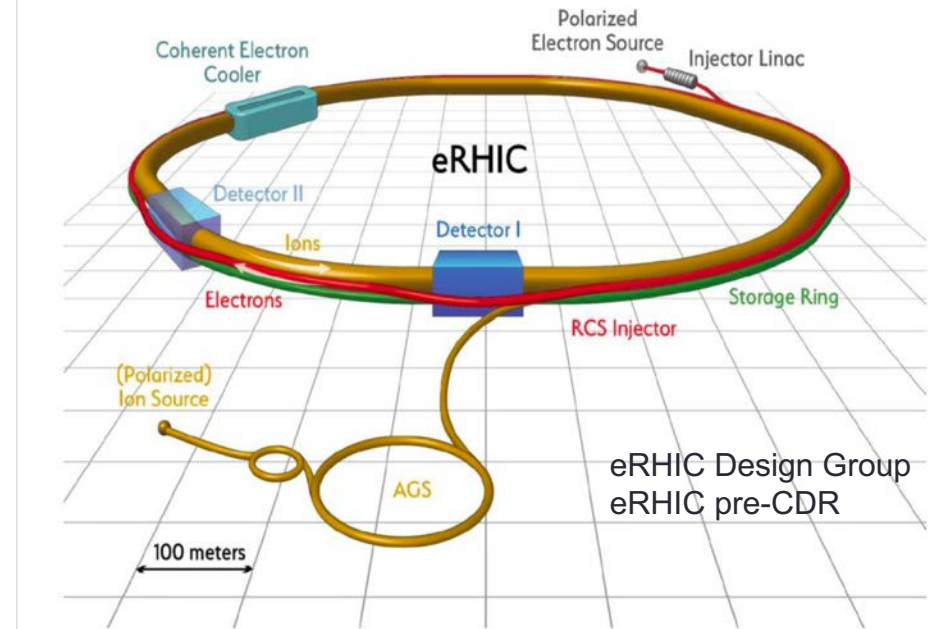 Polarized
Electron Source
Injector Linac
Coherent Electron
Cooler
eRHIC
Detector II
Detector I
Ions
Electrons
Storage Ring
RCS Injector
(Polarized)
Ion Source
AGS
eRHIC Design Group
eRHIC pre-CDR
100 meters